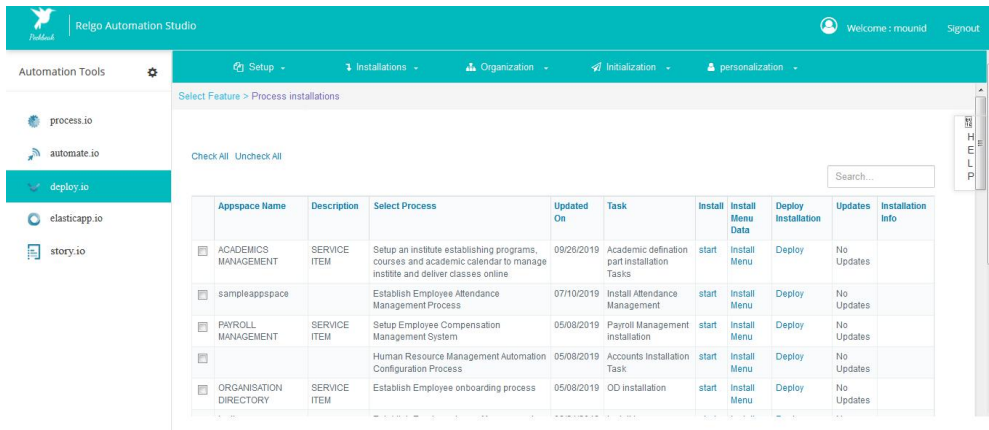 Relgo Automation Studio
Welcome : mounid Signout
Automation Tools
Setup Installations Organization Initialization personalization
Select Feature > Process installations
process.io
automate.io
deploy.io
elasticapp.io
story.io
HELP
Check All Uncheck All
Search...
Appspace Name Description Select Process Updated On Task Install Install Menu Data Deploy Installation Updates Installation Info
ACADEMICS MANAGEMENT SERVICE ITEM Setup an institute establishing programs, courses and academic calendar to manage institite and deliver classes online 09/26/2019 Academic defination part installation Tasks start Install Menu Deploy No Updates
sampleappspace Establish Employee Attendance Management Process 07/10/2019 Install Attendance Management start Install Menu Deploy No Updates
PAYROLL MANAGEMENT SERVICE ITEM Setup Employee Compensation Management System 05/08/2019 Payroll Management installation start Install Menu Deploy No Updates
Human Resource Management Automation Configuration Process 05/08/2019 Accounts Installation Task start Install Menu Deploy No Updates
ORGANISATION DIRECTORY SERVICE ITEM Establish Employee onboarding process 05/08/2019 OD installation start Install Menu Deploy No Updates